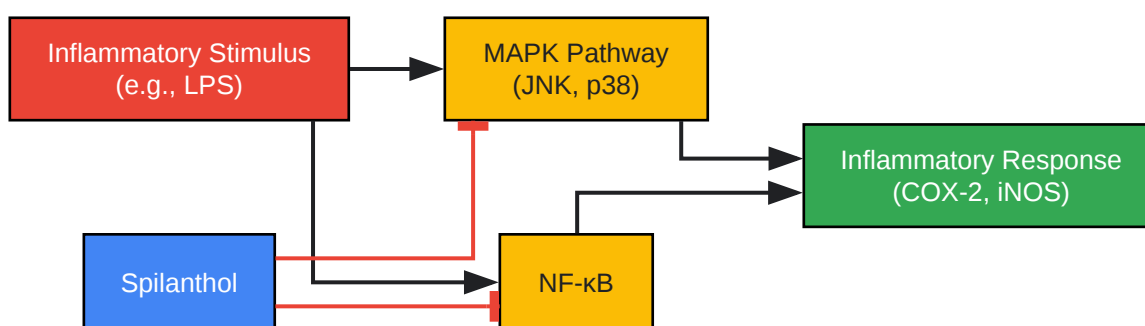 Inflammatory Stimulus
(e.g., LPS)
MAPK Pathway
(JNK, p38)
Inflammatory Response
(COX-2, iNOS)
Spilanthol
NF-κB